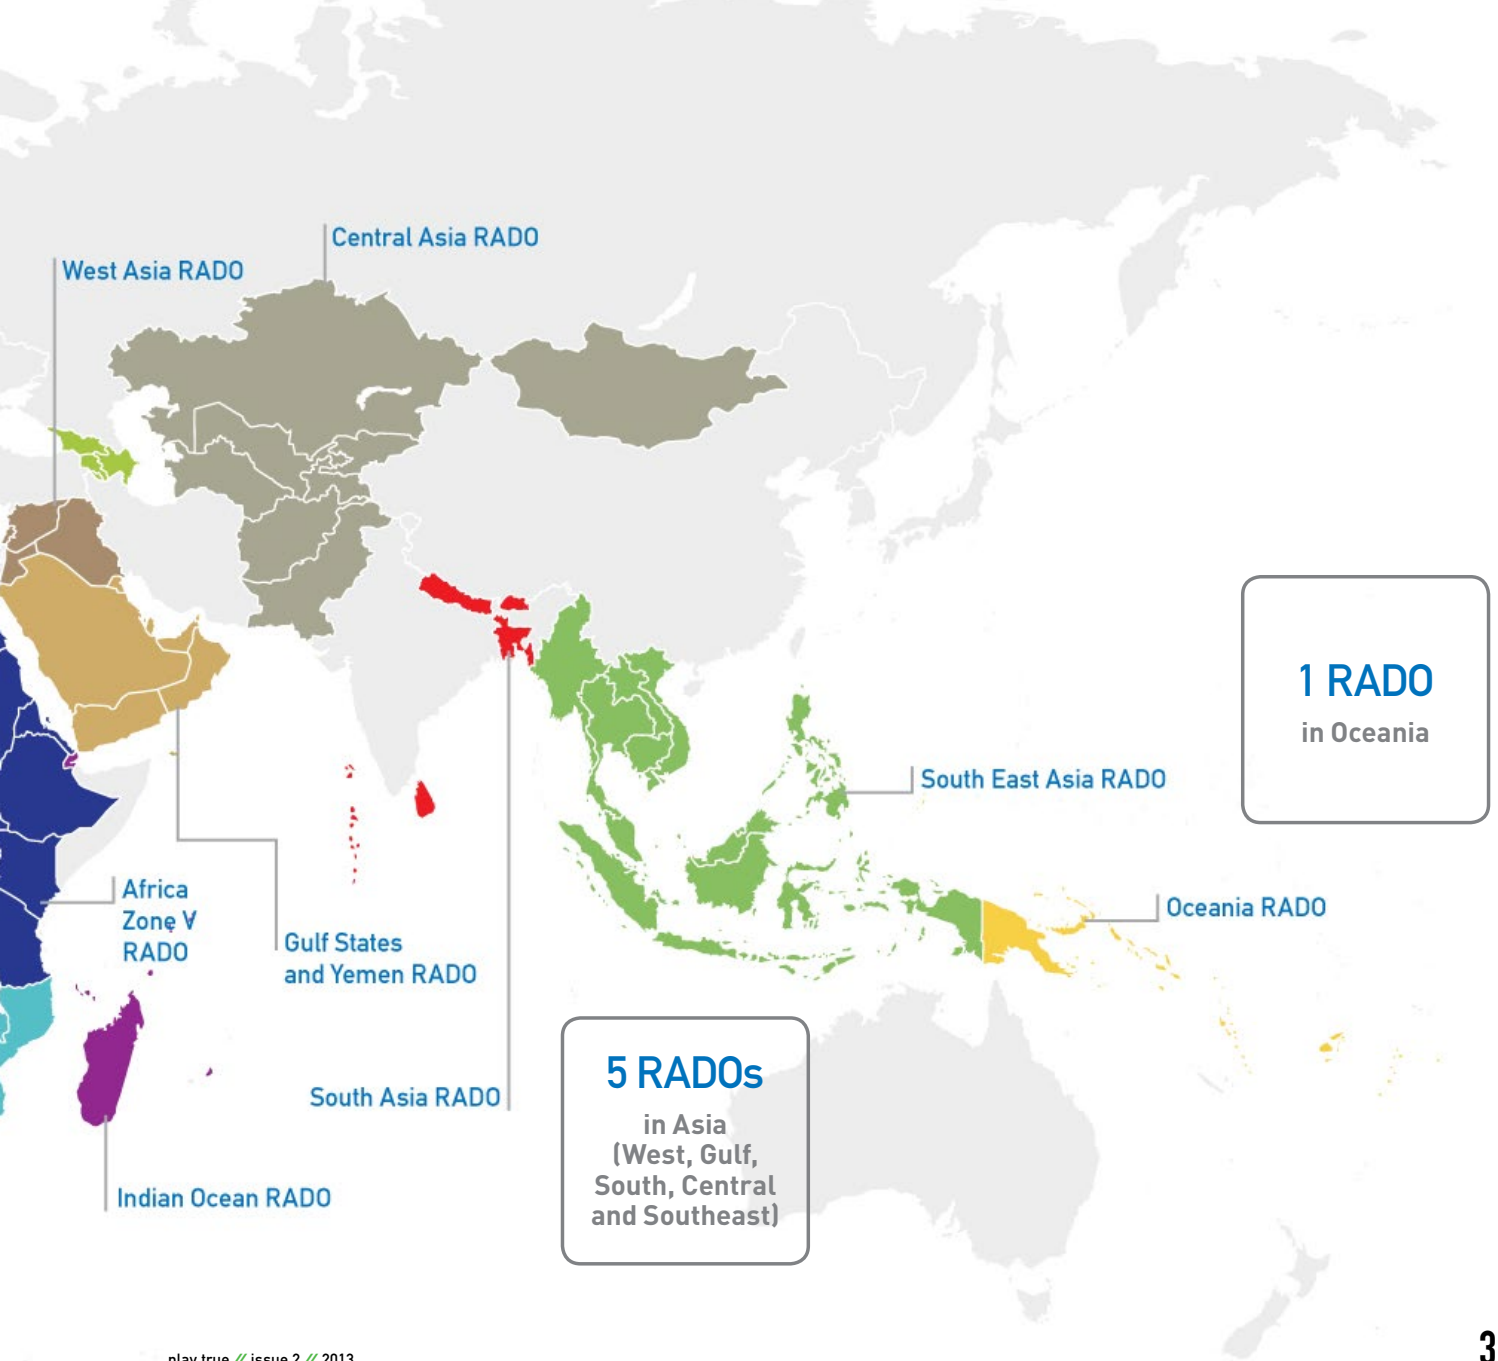 Central Asia RADO
West Asia RADO
1 RADO
in Oceania
South East Asia RADO
Africa
Zone V
RADO
Oceania RADO
Gulf States
and Yemen RADO
5 RADOs
in Asia
(West, Gulf,
South, Central
and Southeast)
South Asia RADO
Indian Ocean RADO
play true // issue 2 // 2013
3